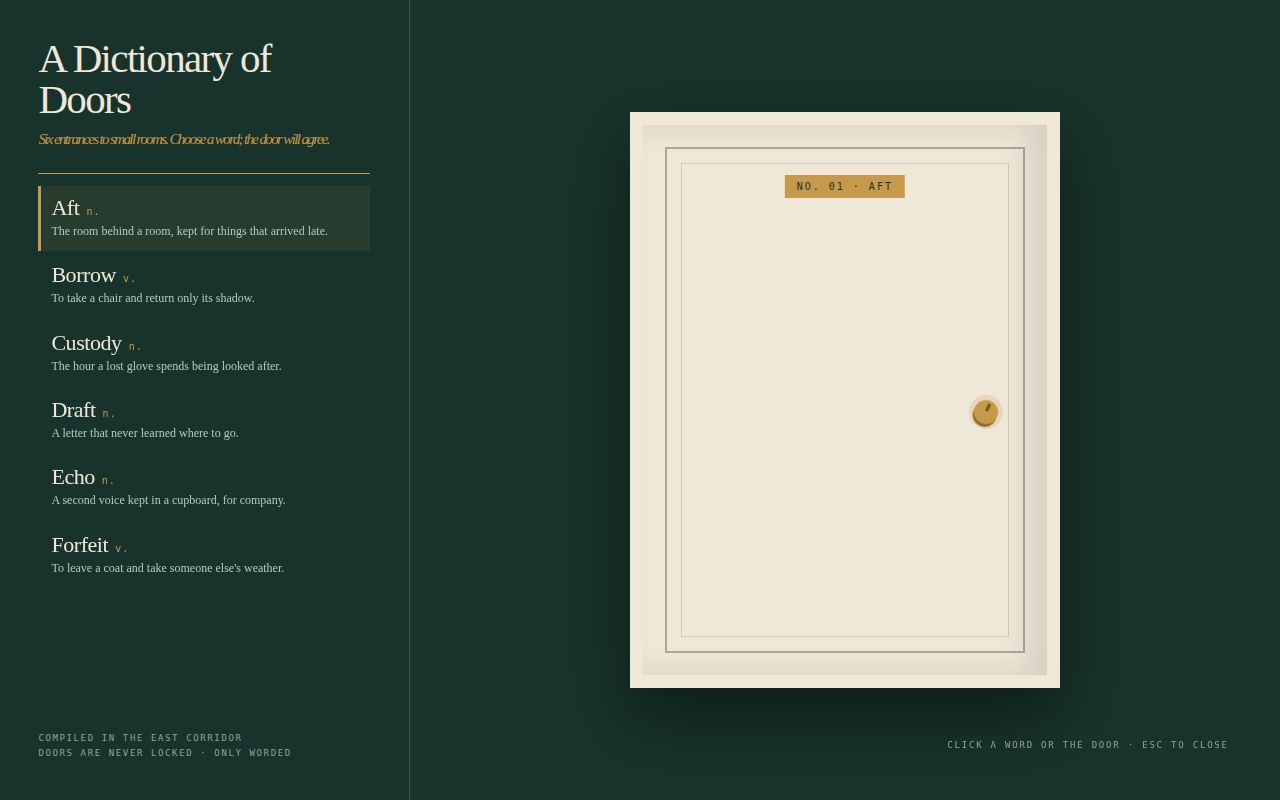 A Dictionary of
Doors
Six entrances to small rooms. Choose a word; the door will agree.
Aft n.
The room behind a room, kept for things that arrived late.
Borrow v.
To take a chair and return only its shadow.
Custody n.
The hour a lost glove spends being looked after.
Draft n.
A letter that never learned where to go.
Echo n.
A second voice kept in a cupboard, for company.
Forfeit v.
To leave a coat and take someone else's weather.
COMPILED IN THE EAST CORRIDOR
DOORS ARE NEVER LOCKED · ONLY WORDED
NO. 01 · AFT
CLICK A WORD OR THE DOOR · ESC TO CLOSE